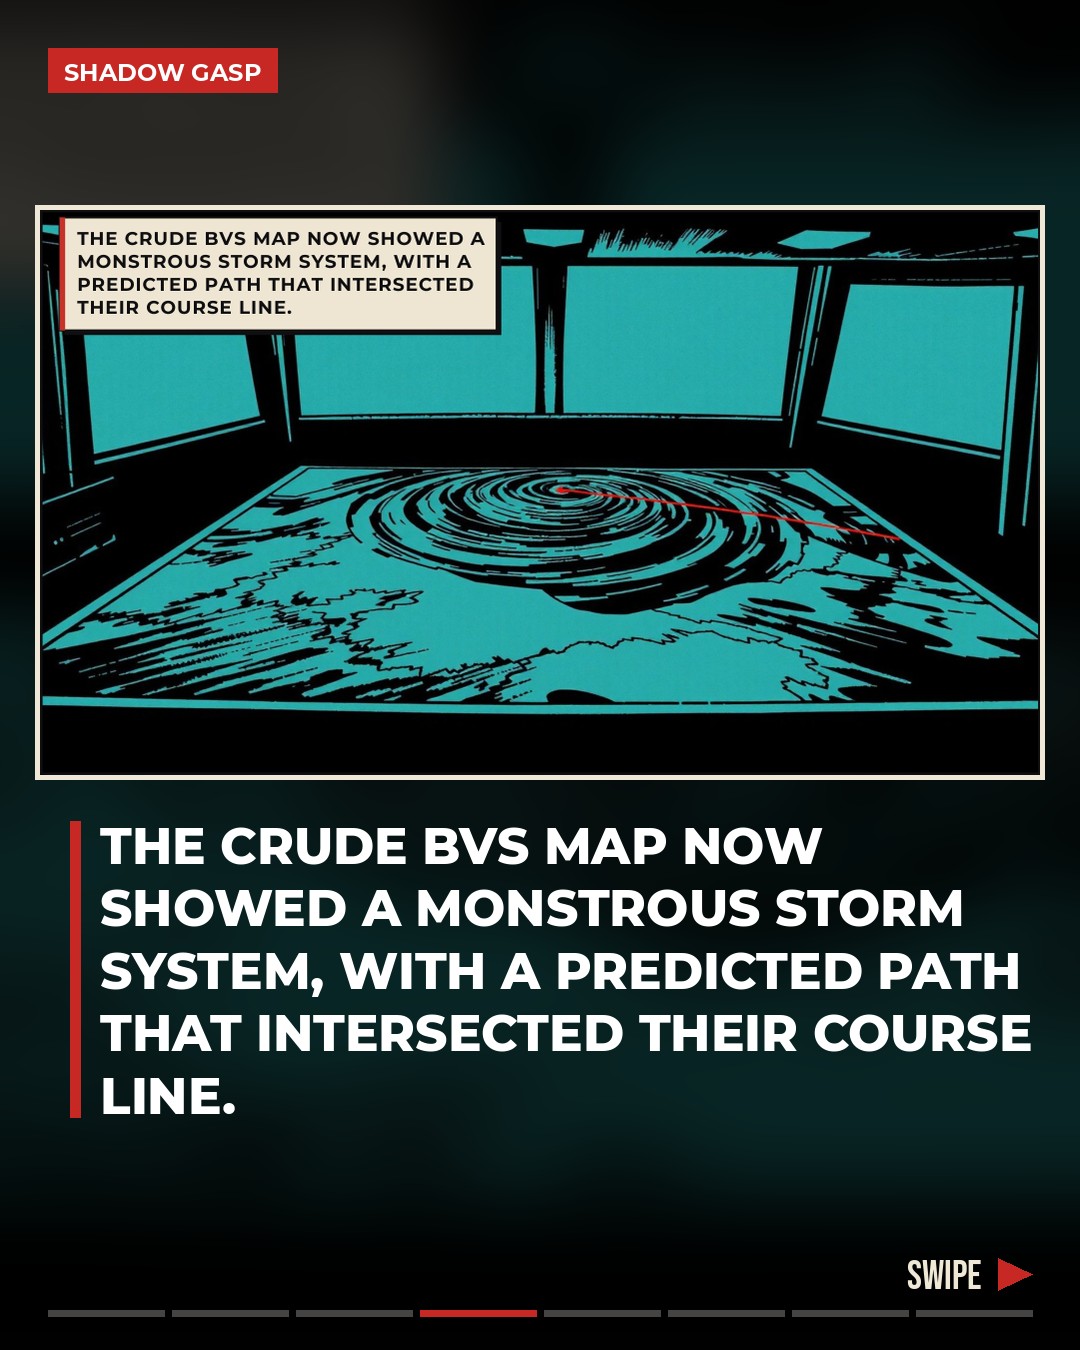 SHADOW GASP
THE CRUDE BVS MAP NOW SHOWED A
MONSTROUS STORM SYSTEM, WITH A
PREDICTED PATH THAT INTERSECTED
THEIR COURSE LINE.
THE CRUDE BVS MAP NOW
SHOWED A MONSTROUS STORM
SYSTEM, WITH A PREDICTED PATH
THAT INTERSECTED THEIR COURSE
LINE.
SWIPE